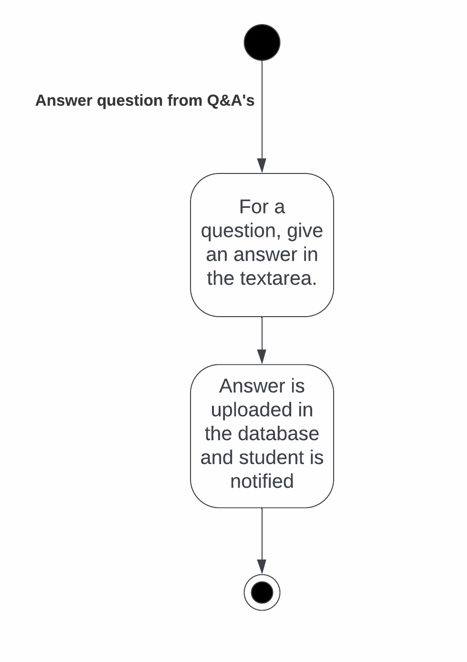 Answer question from Q&A's
For a
question, give
an answer in
the textarea.
Answer is
uploaded in
the database
and student is
notified